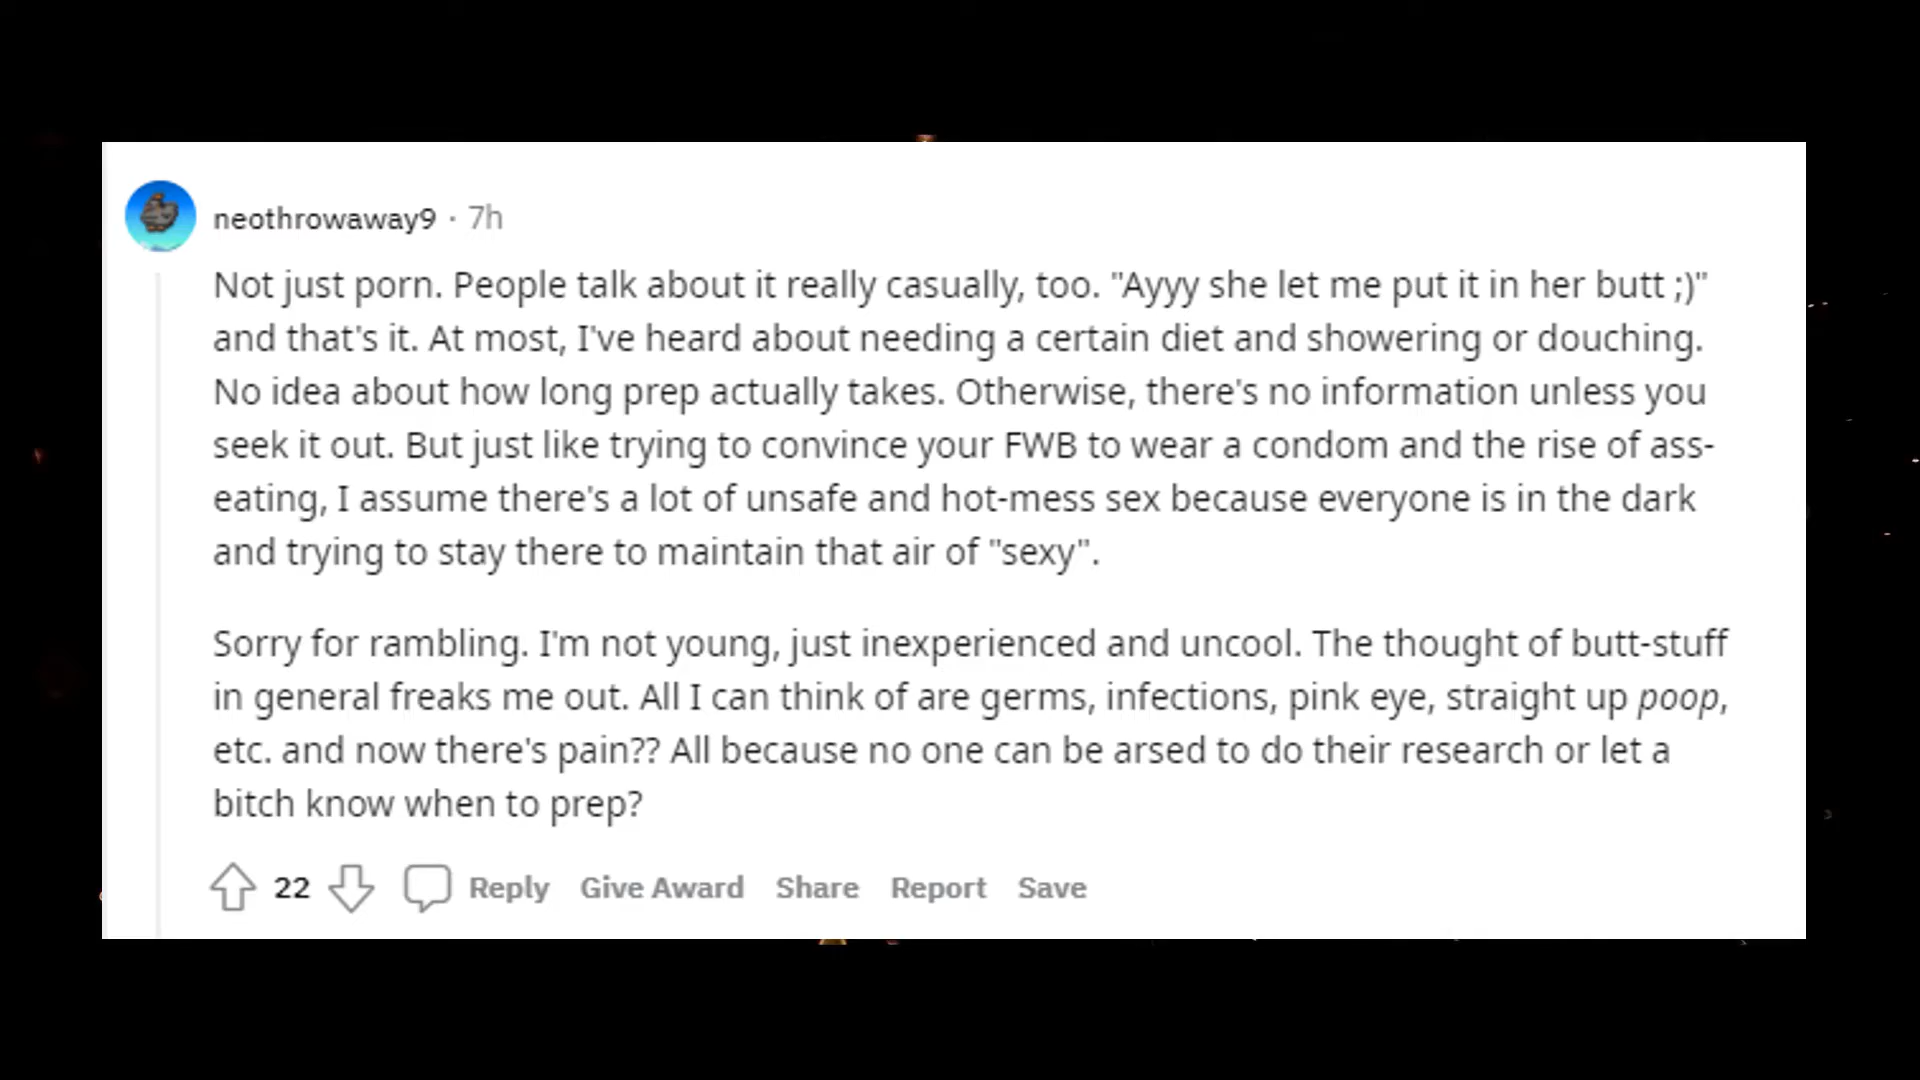 neothrowaway9 · 7h
Not just porn. People talk about it really casually, too. "Ayyy she let me put it in her butt ;)"
and that's it. At most, I've heard about needing a certain diet and showering or douching.
No idea about how long prep actually takes. Otherwise, there's no information unless you
seek it out. But just like trying to convince your FWB to wear a condom and the rise of ass-
eating, I assume there's a lot of unsafe and hot-mess sex because everyone is in the dark
and trying to stay there to maintain that air of "sexy".
Sorry for rambling. I'm not young, just inexperienced and uncool. The thought of butt-stuff
in general freaks me out. All I can think of are germs, infections, pink eye, straight up poop,
etc. and now there's pain?? All because no one can be arsed to do their research or let a
bitch know when to prep?
22 Reply Give Award Share Report Save